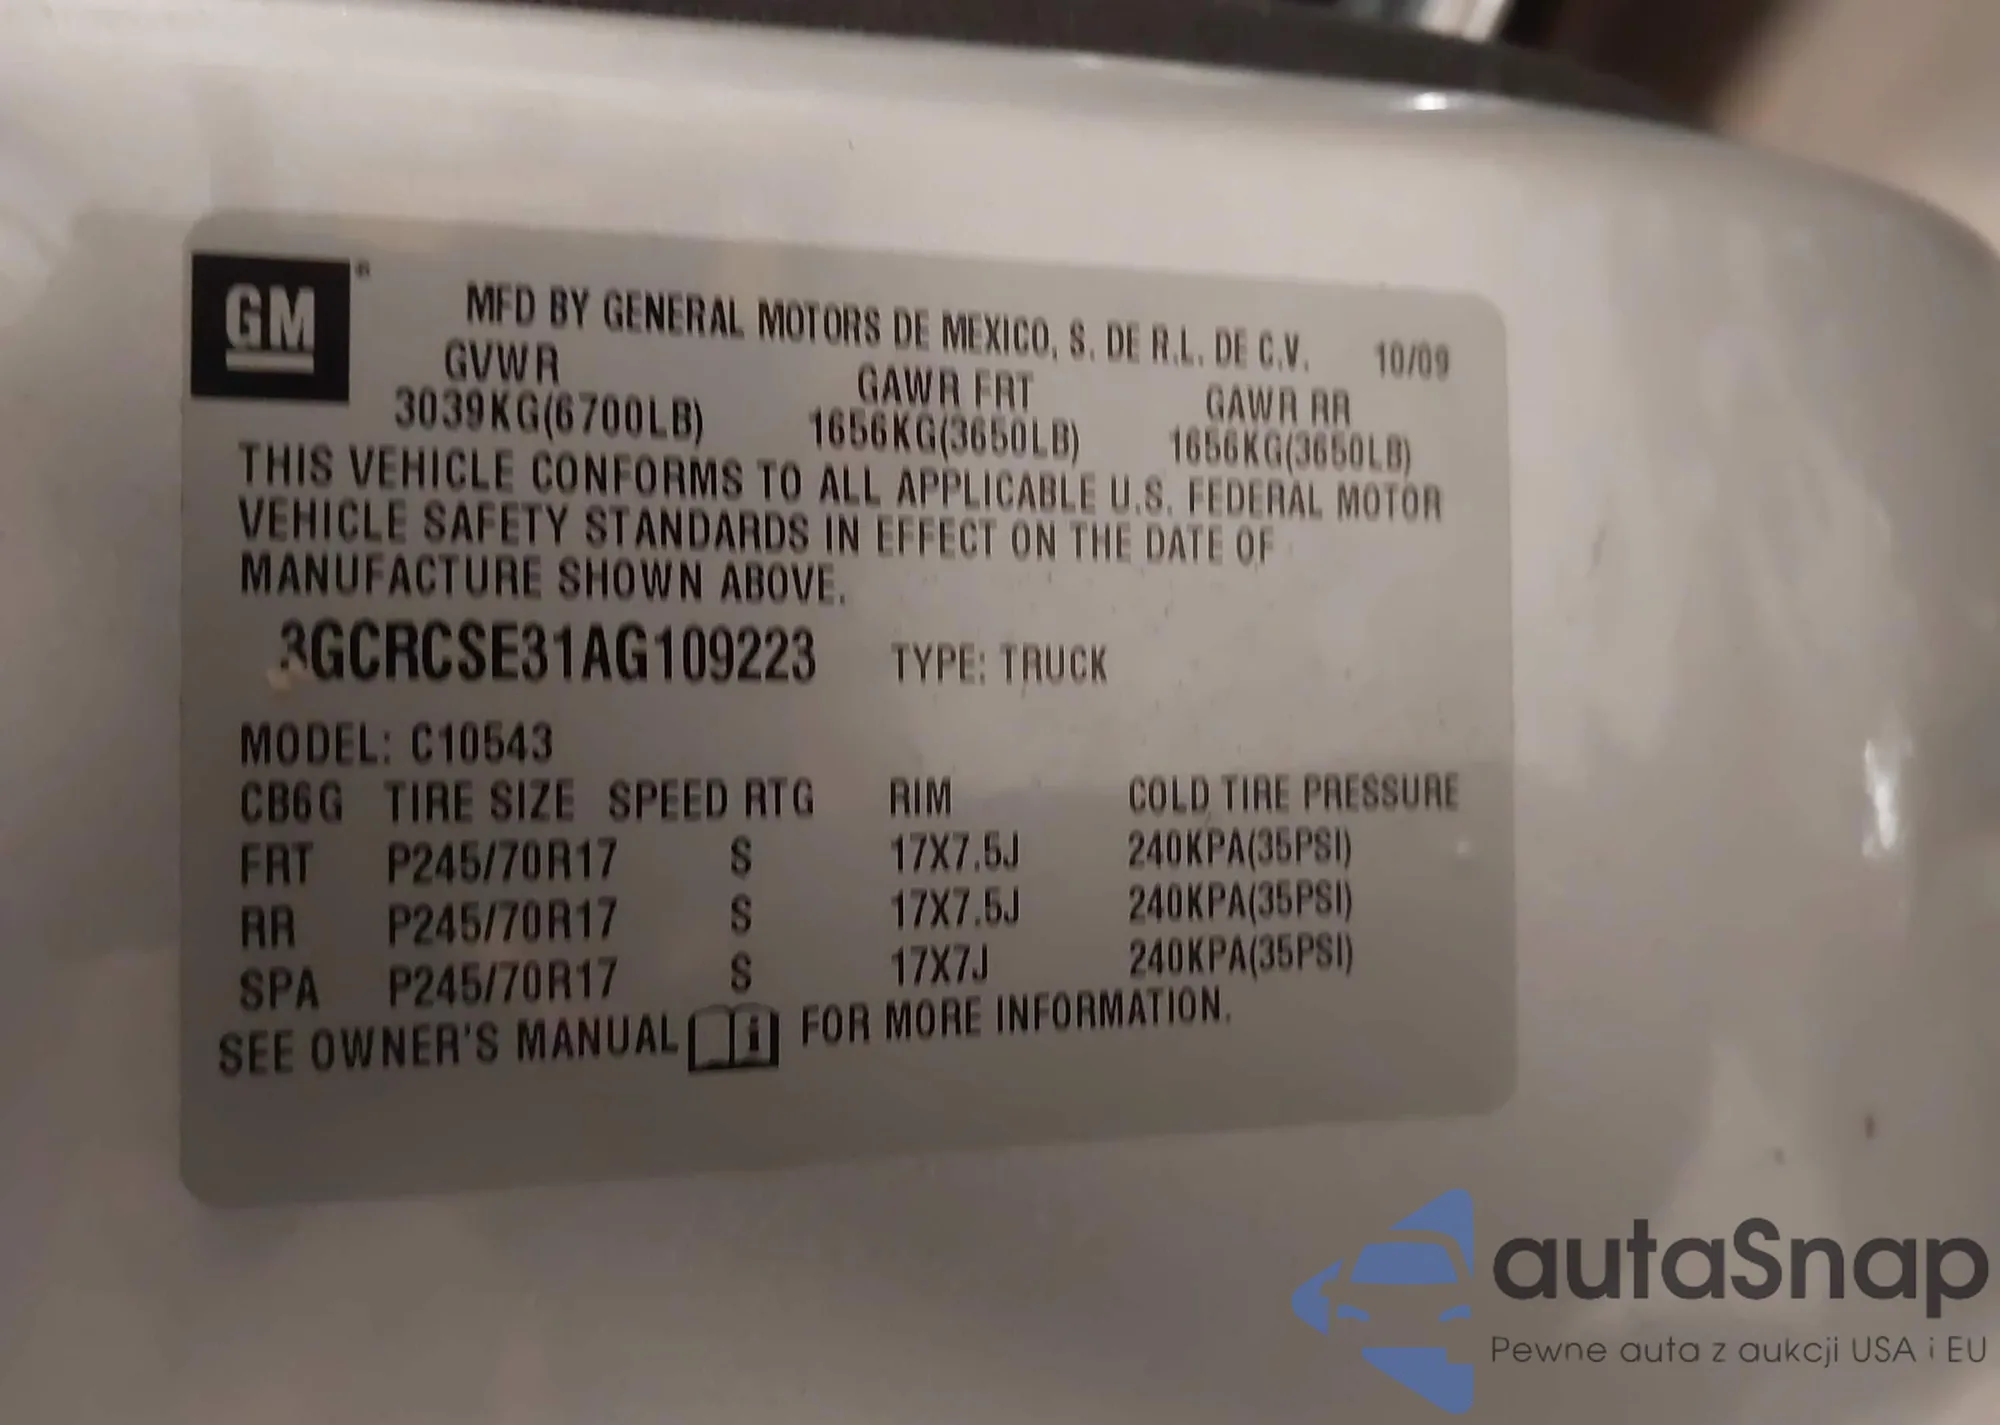 GM®
MFD BY GENERAL MOTORS DE MEXICO, S. DE R.L. DE C.V. 10/09
GVWR GAWR FRT GAWR RR
3039KG(6700LB) 1656KG(3650LB) 1656KG(3650LB)
THIS VEHICLE CONFORMS TO ALL APPLICABLE U.S. FEDERAL MOTOR
VEHICLE SAFETY STANDARDS IN EFFECT ON THE DATE OF
MANUFACTURE SHOWN ABOVE.
3GCRCSE31AG109223 TYPE: TRUCK
MODEL: C10543
CB6G TIRE SIZE SPEED RTG RIM COLD TIRE PRESSURE
FRT P245/70R17 S 17X7.5J 240KPA(35PSI)
RR P245/70R17 S 17X7.5J 240KPA(35PSI)
SPA P245/70R17 S 17X7J 240KPA(35PSI)
SEE OWNER'S MANUAL i FOR MORE INFORMATION.
autaSnap
Pewne auta z aukcji USA i EU